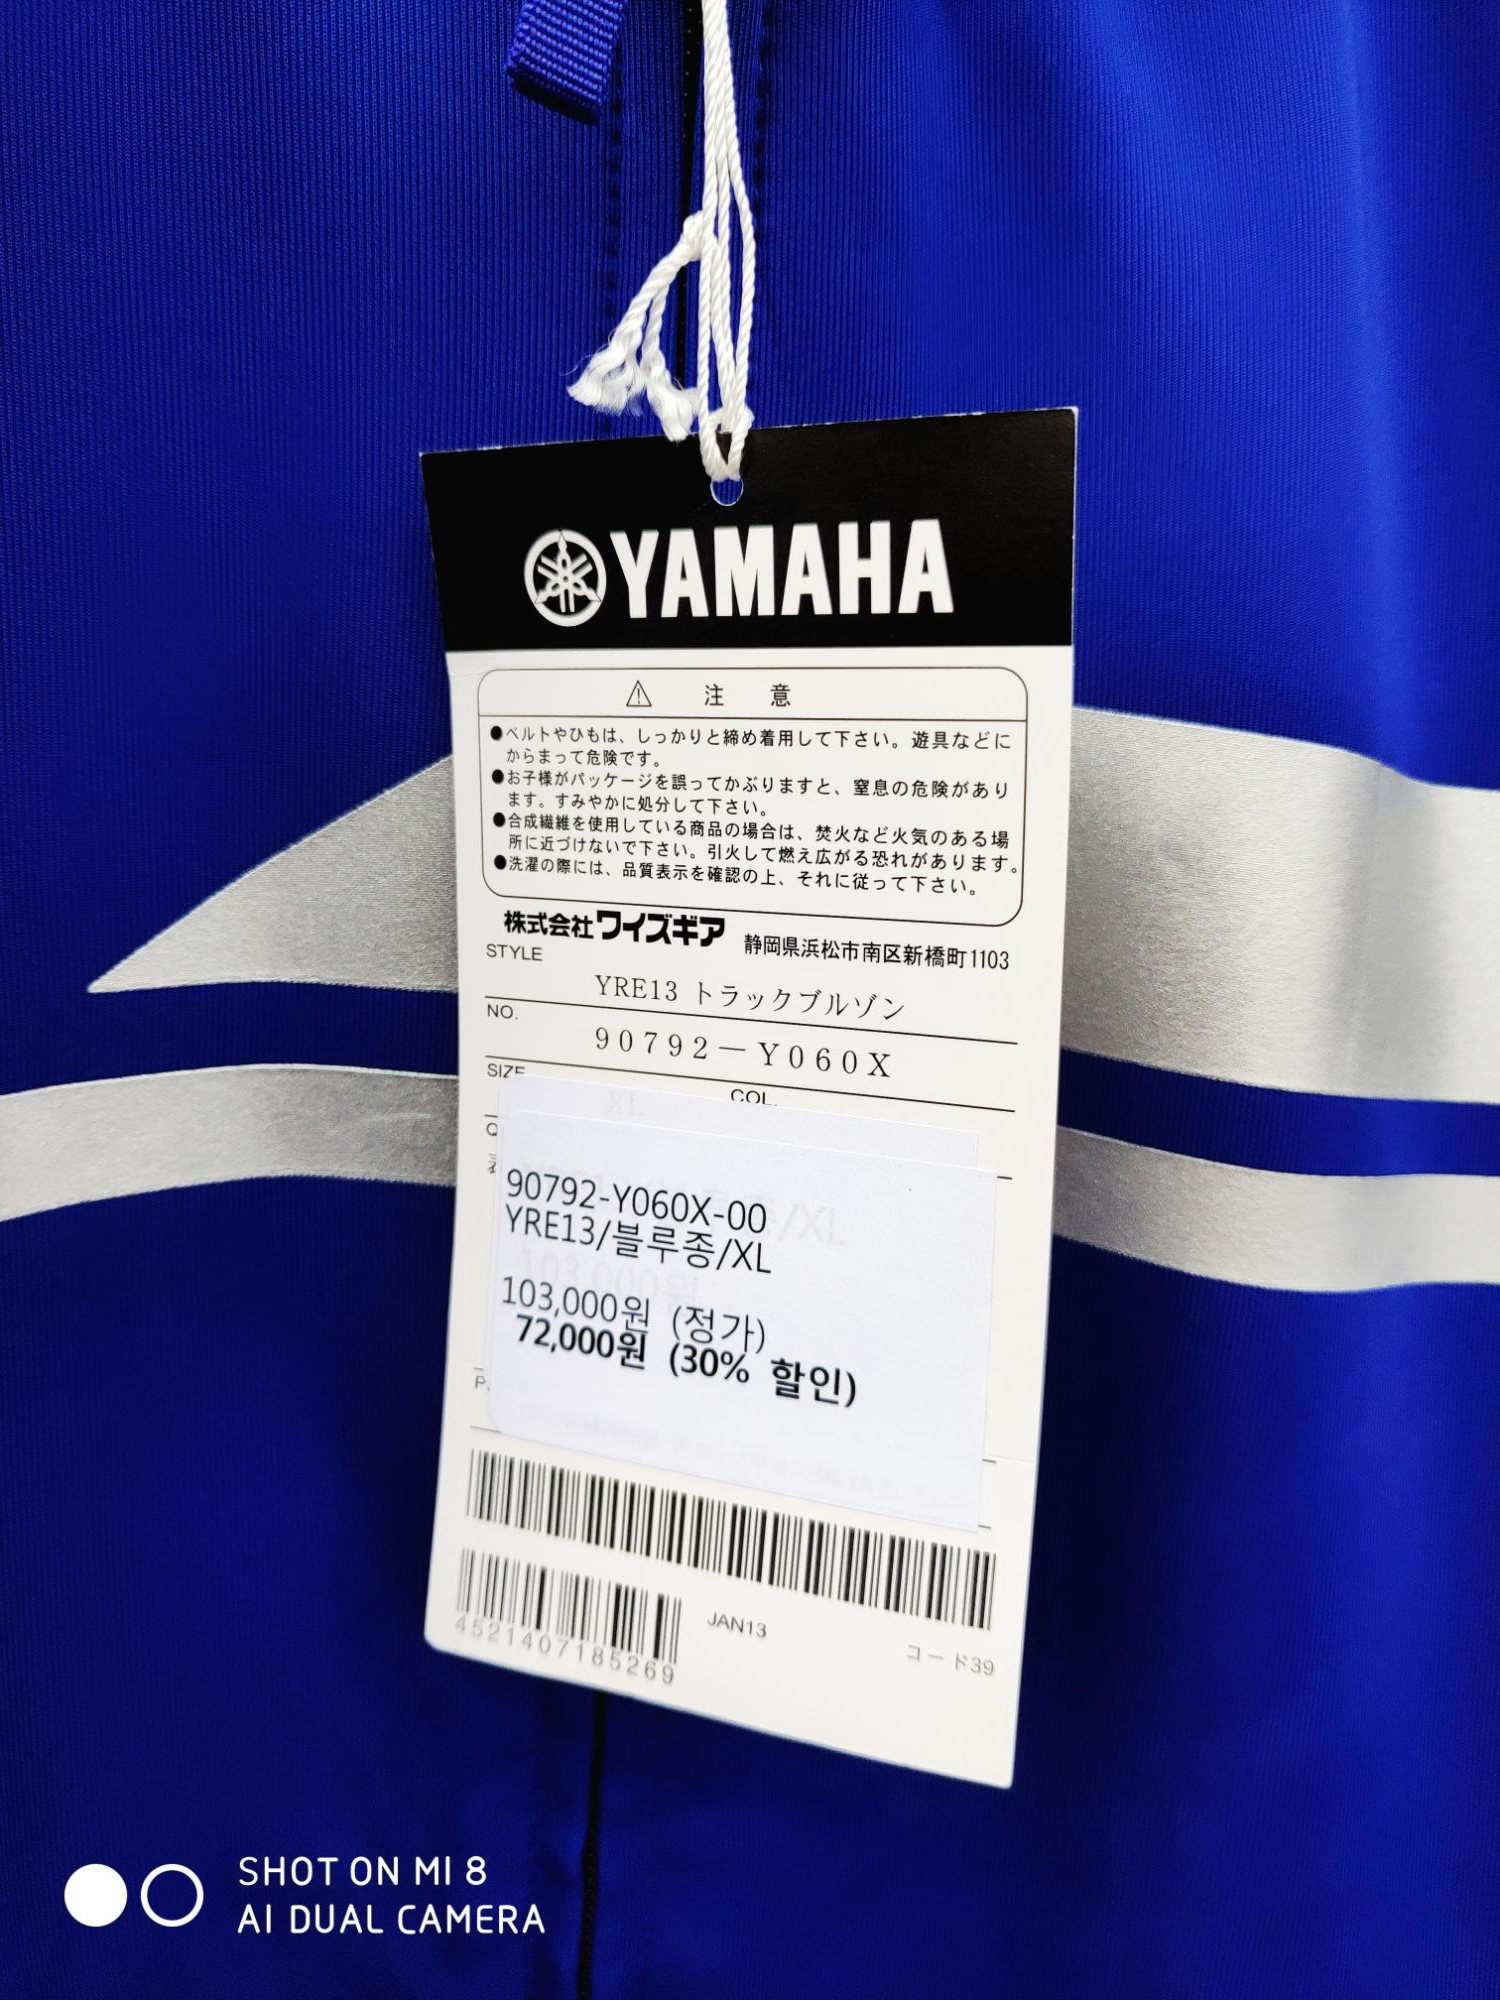 YAMAHA
注 意
●ベルトやひもは、しっかりと締め着用して下さい。遊具などに
からまって危険です。
●お子様がパッケージを誤ってかぶりますと、窒息の危険があり
ます。すみやかに処分して下さい。
●合成繊維を使用している商品の場合は、焚火など火気のある場
所に近づけないで下さい。引火して燃え広がる恐れがあります。
●洗濯の際には、品質表示を確認の上、それに従って下さい。
株式会社ワイズギア 静岡県浜松市南区新橋町1103
STYLE
YRE13 トラックブルゾン
NO.
90792-Y060X
SIZE COL.
XL
90792-Y060X-00
YRE13/블루종/XL
103,000원 (정가)
72,000원 (30% 할인)
JAN13
コード39
4521407185269
SHOT ON MI 8
AI DUAL CAMERA